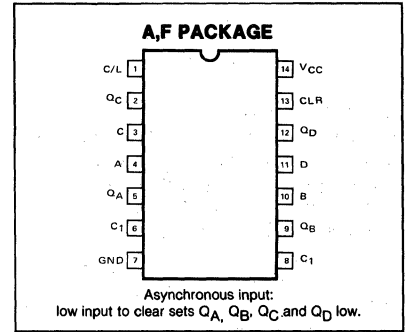 A,F PACKAGE
C/L 1 14 VCC
QC 2 13 CLR
C 3 12 QD
A 4 11 D
QA 5 10 B
C1 6 9 QB
GND 7 8 C1
Asynchronous input:
low input to clear sets QA, QB, QC and QD low.